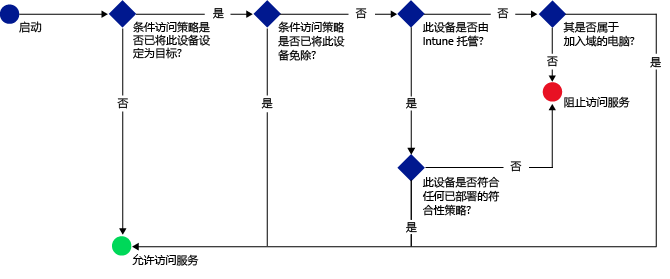 启动
是
条件访问策略是
否已将此设备设
定为目标?
否
条件访问策略
是否已将此设
备免除?
否
此设备是否由
Intune 托管?
其是否属于
加入域的电脑?
否
是
否
是
是
阻止访问服务
否
此设备是否符合
任何已部署的符
合性策略?
是
允许访问服务